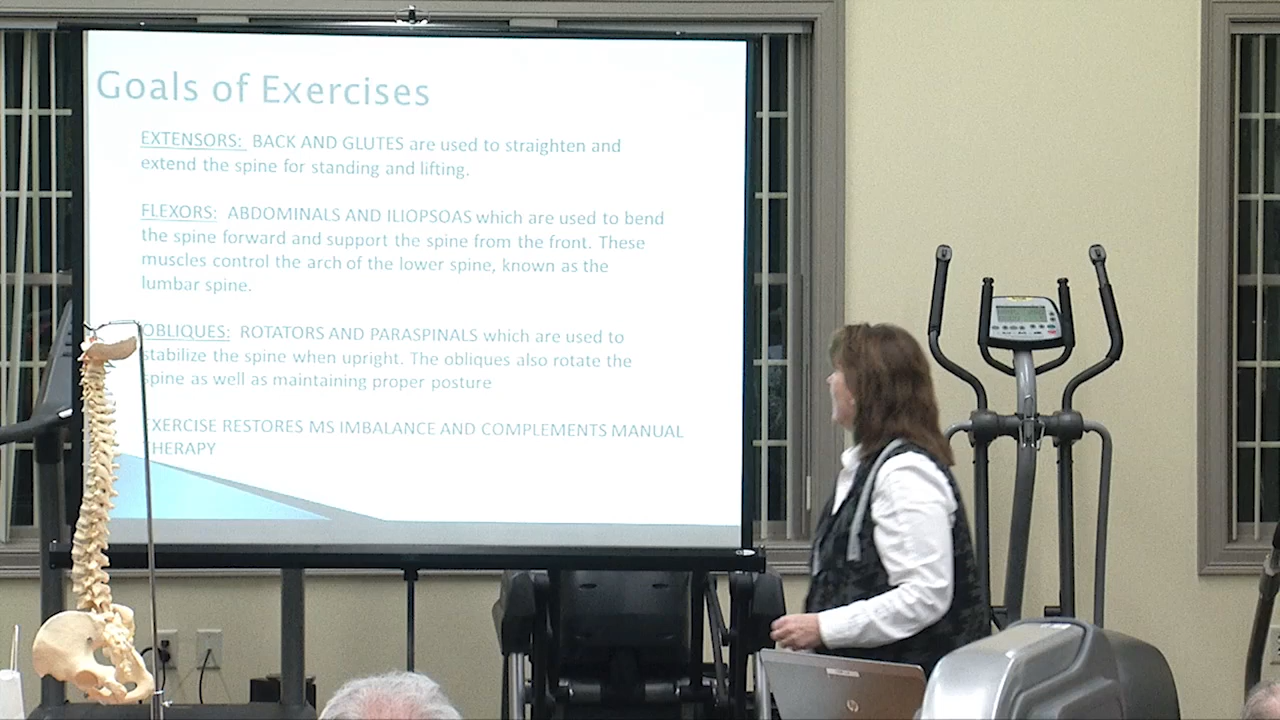 Goals of Exercises
EXTENSORS: BACK AND GLUTES are used to straighten and
extend the spine for standing and lifting.
FLEXORS: ABDOMINALS AND ILIOPSOAS which are used to bend
the spine forward and support the spine from the front. These
muscles control the arch of the lower spine, known as the
lumbar spine.
OBLIQUES: ROTATORS AND PARASPINALS which are used to
stabilize the spine when upright. The obliques also rotate the
spine as well as maintaining proper posture
EXERCISE RESTORES MS IMBALANCE AND COMPLEMENTS MANUAL
THERAPY
hp